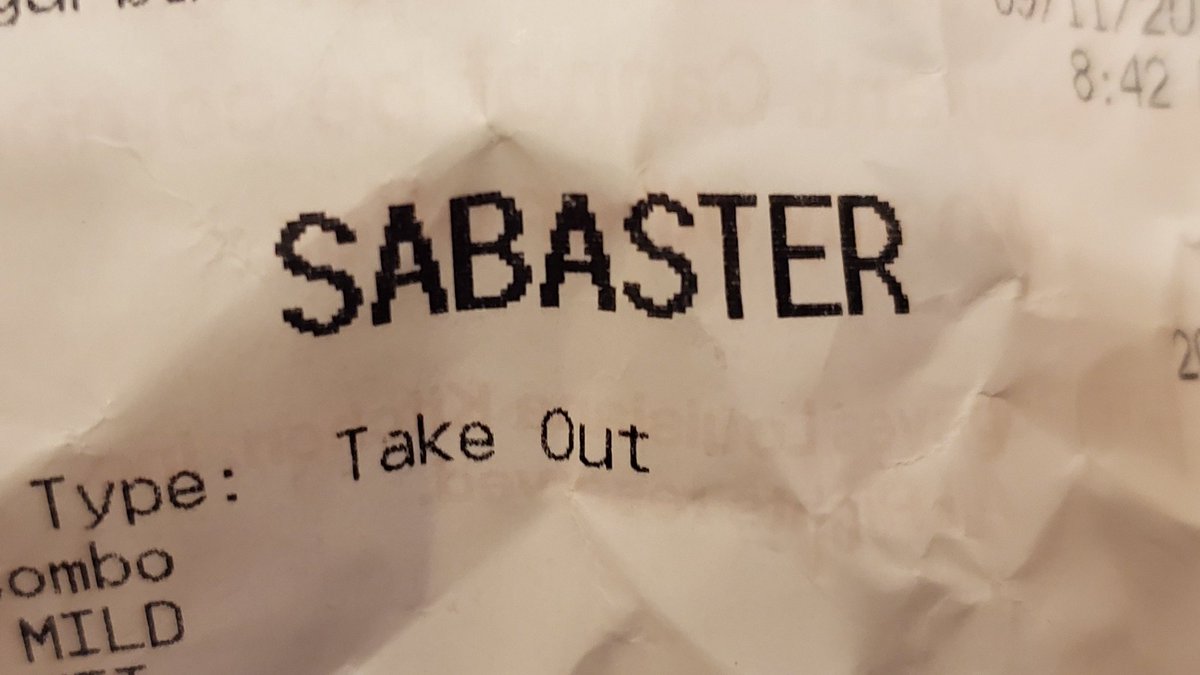 8:42
SABASTER
Type: Take Out
ombo
MILD